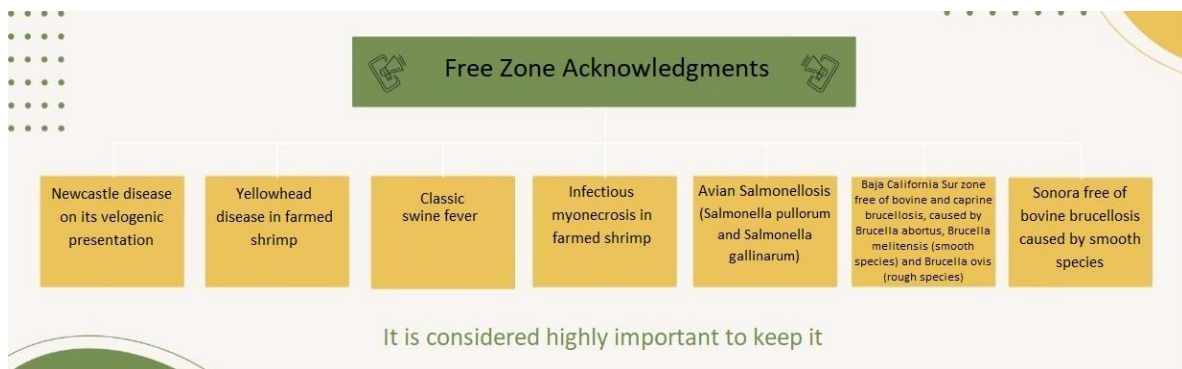 Free Zone Acknowledgments
Newcastle disease
on its velogenic
presentation
Yellowhead
disease in farmed
shrimp
Classic
swine fever
Infectious
myonecrosis in
farmed shrimp
Avian Salmonellosis
(Salmonella pullorum
and Salmonella
gallinarum)
Baja California Sur zone
free of bovine and caprine
brucellosis, caused by
Brucella abortus, Brucella
melitensis (smooth
species) and Brucella ovis
(rough species)
Sonora free of
bovine brucellosis
caused by smooth
species
It is considered highly important to keep it